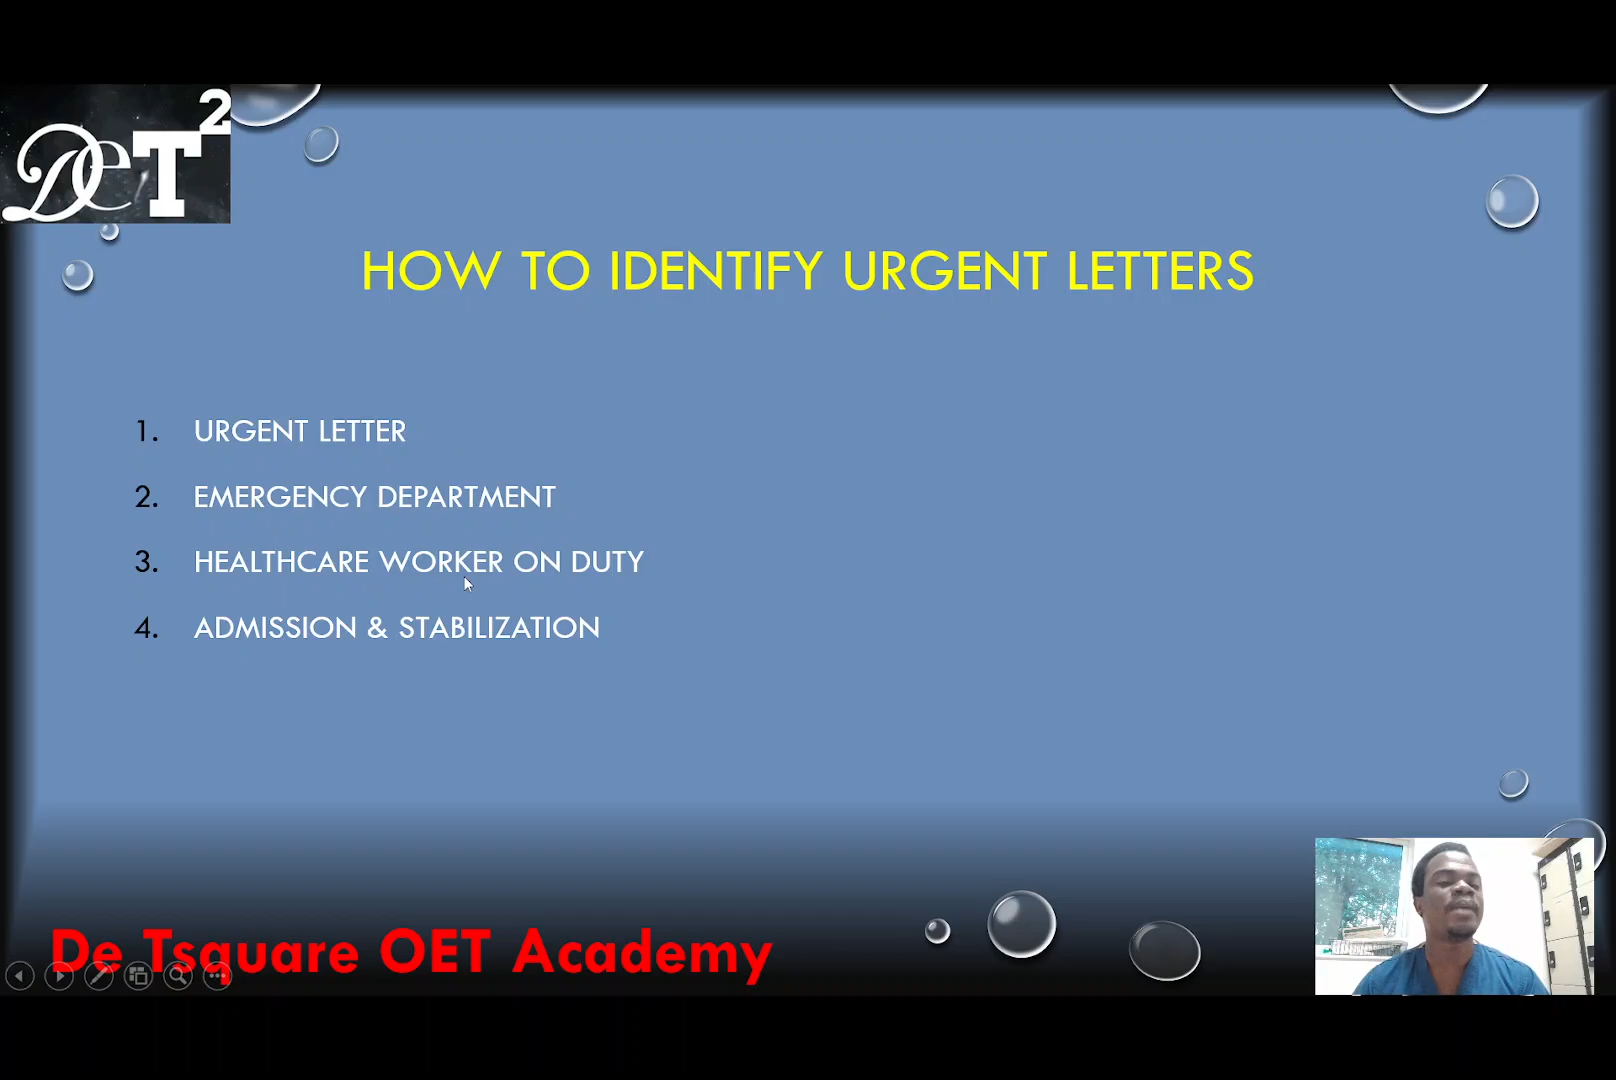 DeT2
HOW TO IDENTIFY URGENT LETTERS
1. URGENT LETTER
2. EMERGENCY DEPARTMENT
3. HEALTHCARE WORKER ON DUTY
4. ADMISSION & STABILIZATION
De Tsquare OET Academy